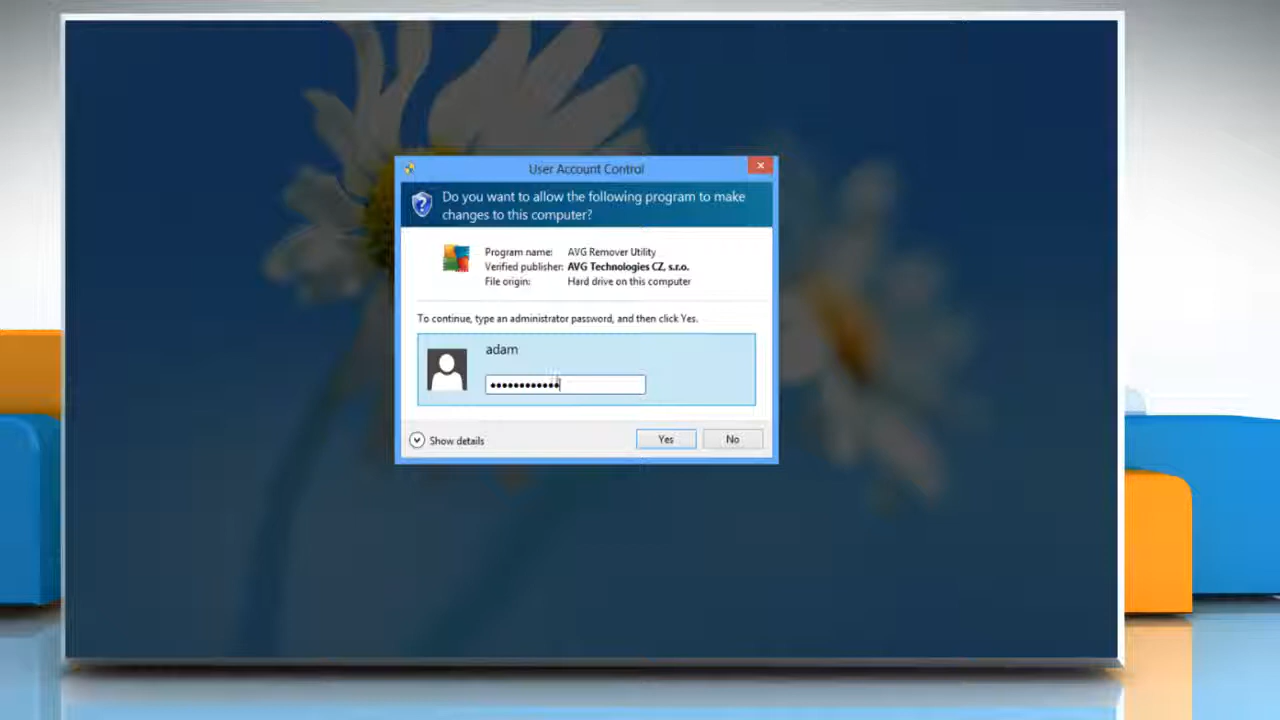 User Account Control
Do you want to allow the following program to make
changes to this computer?
Program name: AVG Remover Utility
Verified publisher: AVG Technologies CZ, s.r.o.
File origin: Hard drive on this computer
To continue, type an administrator password, and then click Yes.
adam
••••••••••••
Show details
Yes No